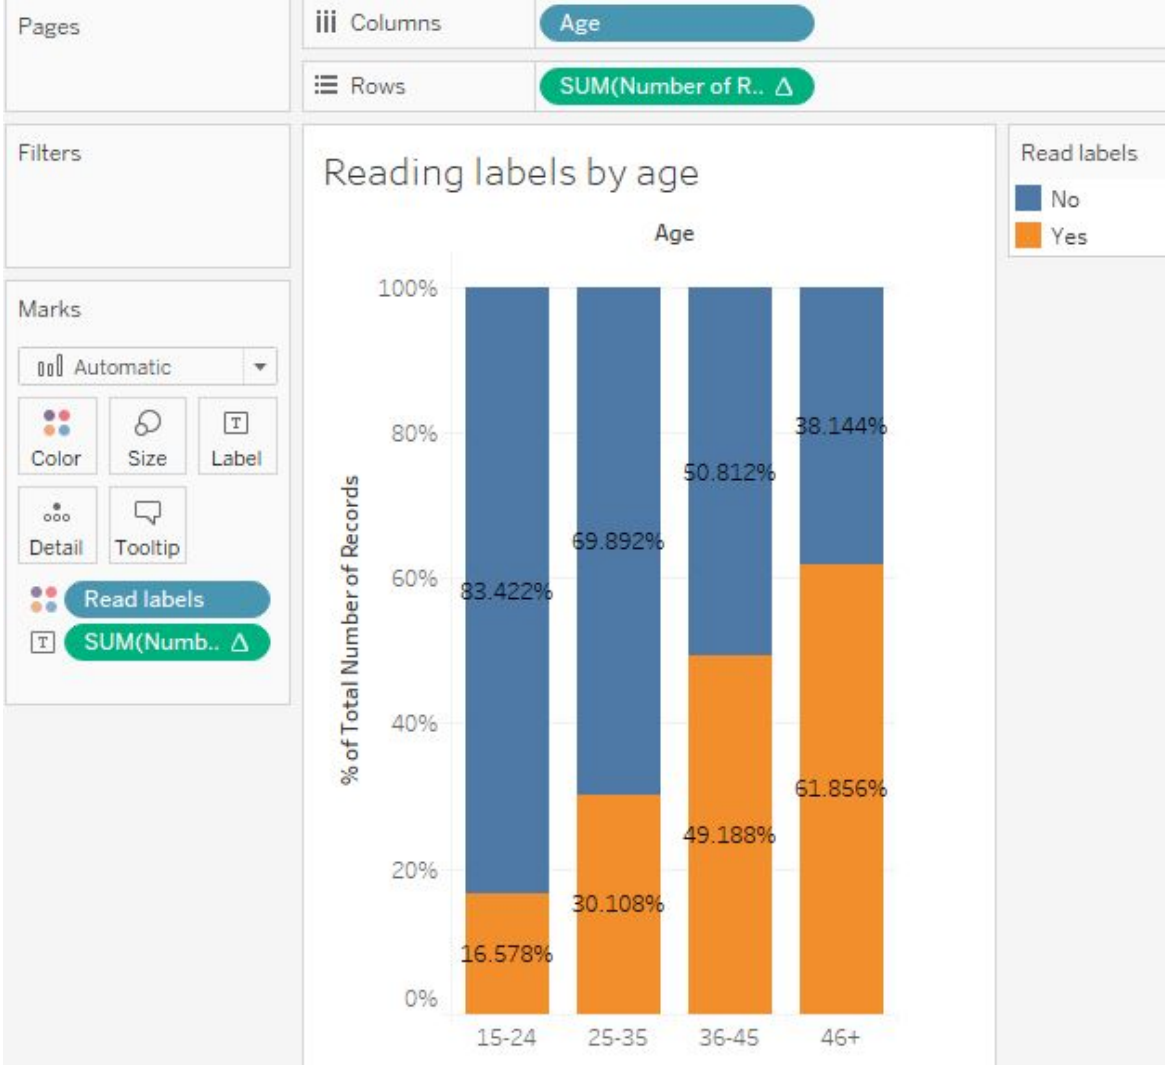 Pages
Columns
Age
Rows
SUM(Number of R.. Δ
Filters
Marks
Automatic
Color
Size
T
Label
Detail
Tooltip
Read labels
T
SUM(Numb.. Δ
Reading labels by age
Age
% of Total Number of Records
100%
80%
60%
40%
20%
0%
83.422%
16.578%
69.892%
30.108%
50.812%
49.188%
38.144%
61.856%
15-24
25-35
36-45
46+
Read labels
No
Yes